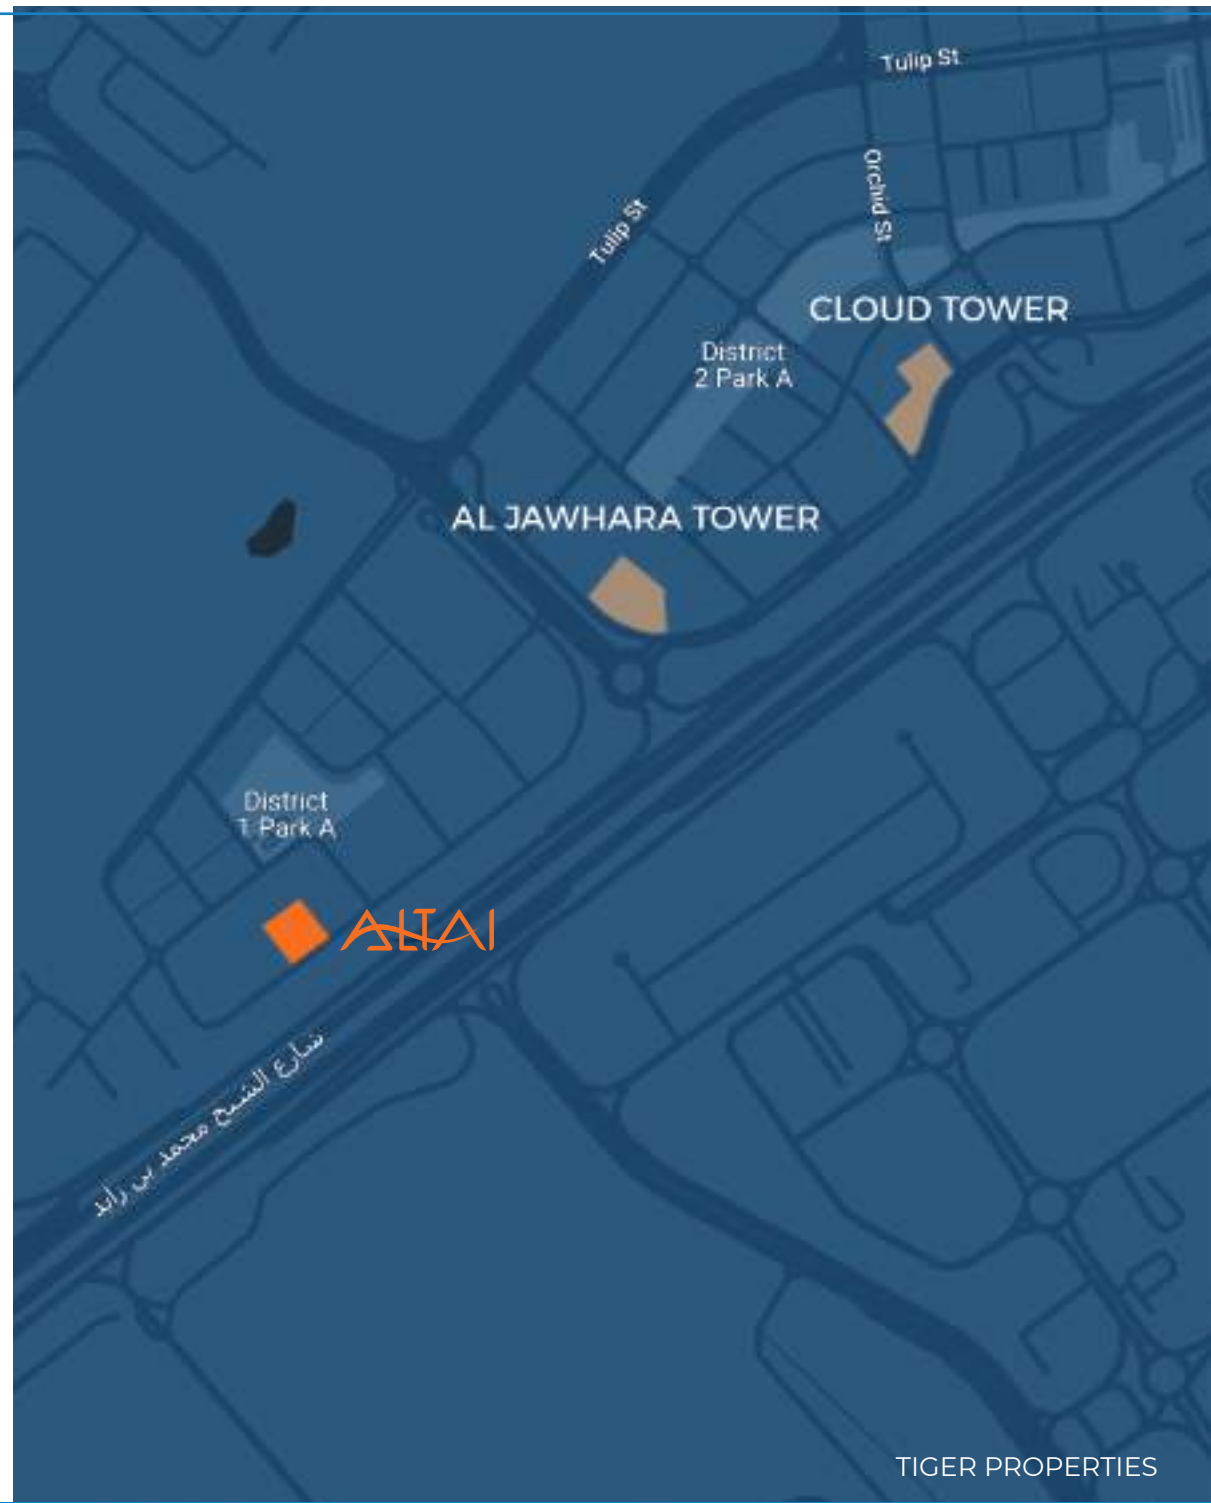 Tulip St
Orchid St
Tulip St
CLOUD TOWER
District
2 Park A
AL JAWHARA TOWER
District
1 Park A
ALTAI
شارع الشيخ محمد بن زايد
TIGER PROPERTIES